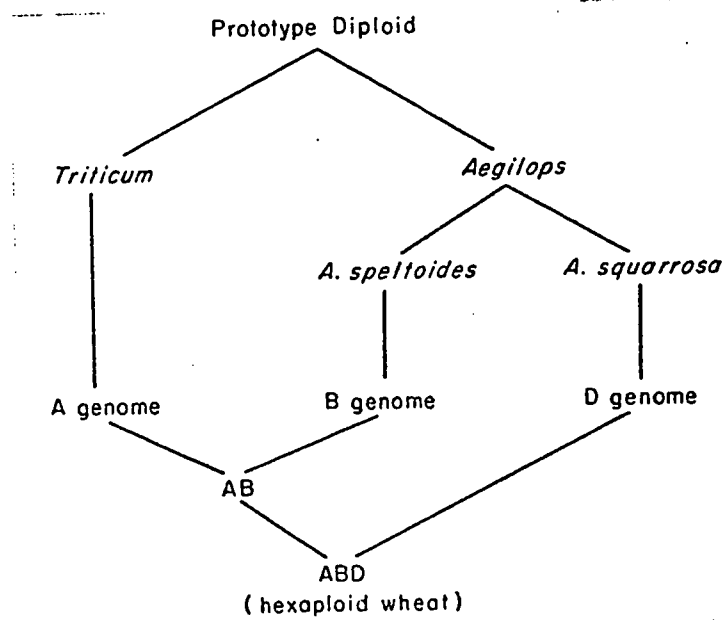 Prototype Diploid
Triticum
Aegilops
A. speltoides
A. squarrosa
A genome
B genome
D genome
AB
ABD
(hexaploid wheat)